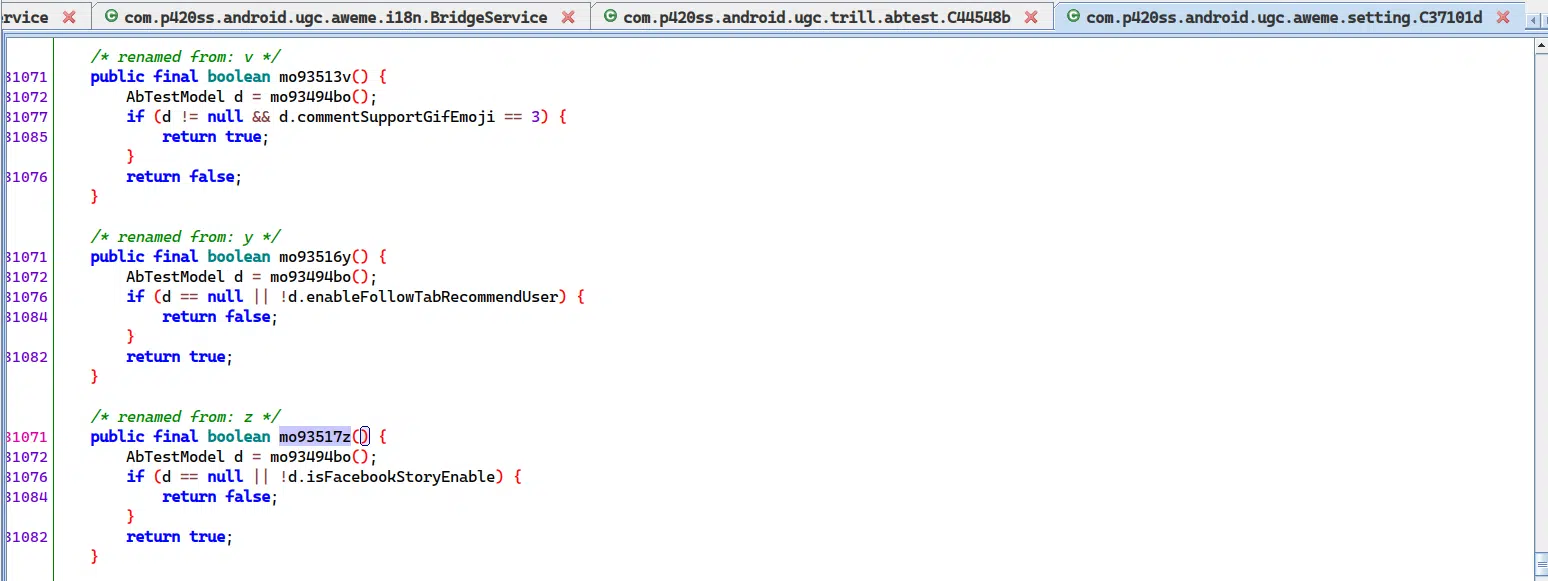 rvice com.p420ss.android.ugc.aweme.i18n.BridgeService com.p420ss.android.ugc.trill.abtest.C44548b com.p420ss.android.ugc.aweme.setting.C37101d
/* renamed from: v */
31071 public final boolean mo93513v() {
31072 AbTestModel d = mo93494bo();
31077 if (d != null && d.commentSupportGifEmoji == 3) {
31085 return true;
}
31076 return false;
}
/* renamed from: y */
31071 public final boolean mo93516y() {
31072 AbTestModel d = mo93494bo();
31076 if (d == null || !d.enableFollowTabRecommendUser) {
31084 return false;
}
31082 return true;
}
/* renamed from: z */
31071 public final boolean mo93517z() {
31072 AbTestModel d = mo93494bo();
31076 if (d == null || !d.isFacebookStoryEnable) {
31084 return false;
}
31082 return true;
}